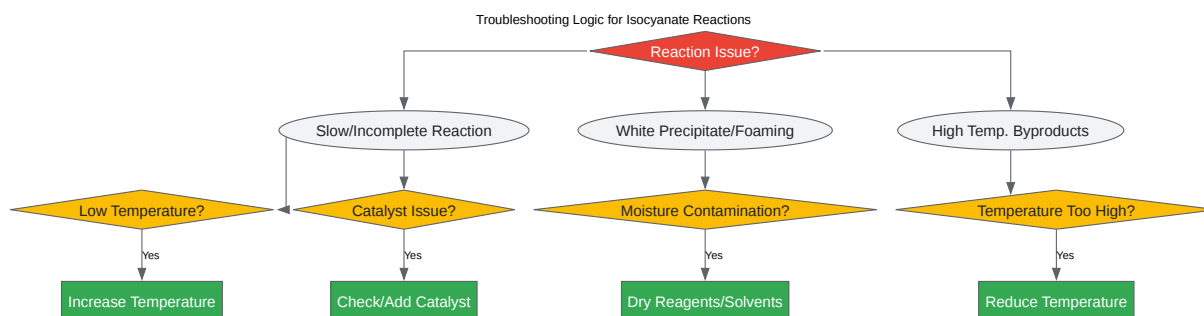 Troubleshooting Logic for Isocyanate Reactions
Reaction Issue?
Slow/Incomplete Reaction
White Precipitate/Foaming
High Temp. Byproducts
Low Temperature?
Catalyst Issue?
Moisture Contamination?
Temperature Too High?
Yes
Yes
Yes
Yes
Increase Temperature
Check/Add Catalyst
Dry Reagents/Solvents
Reduce Temperature